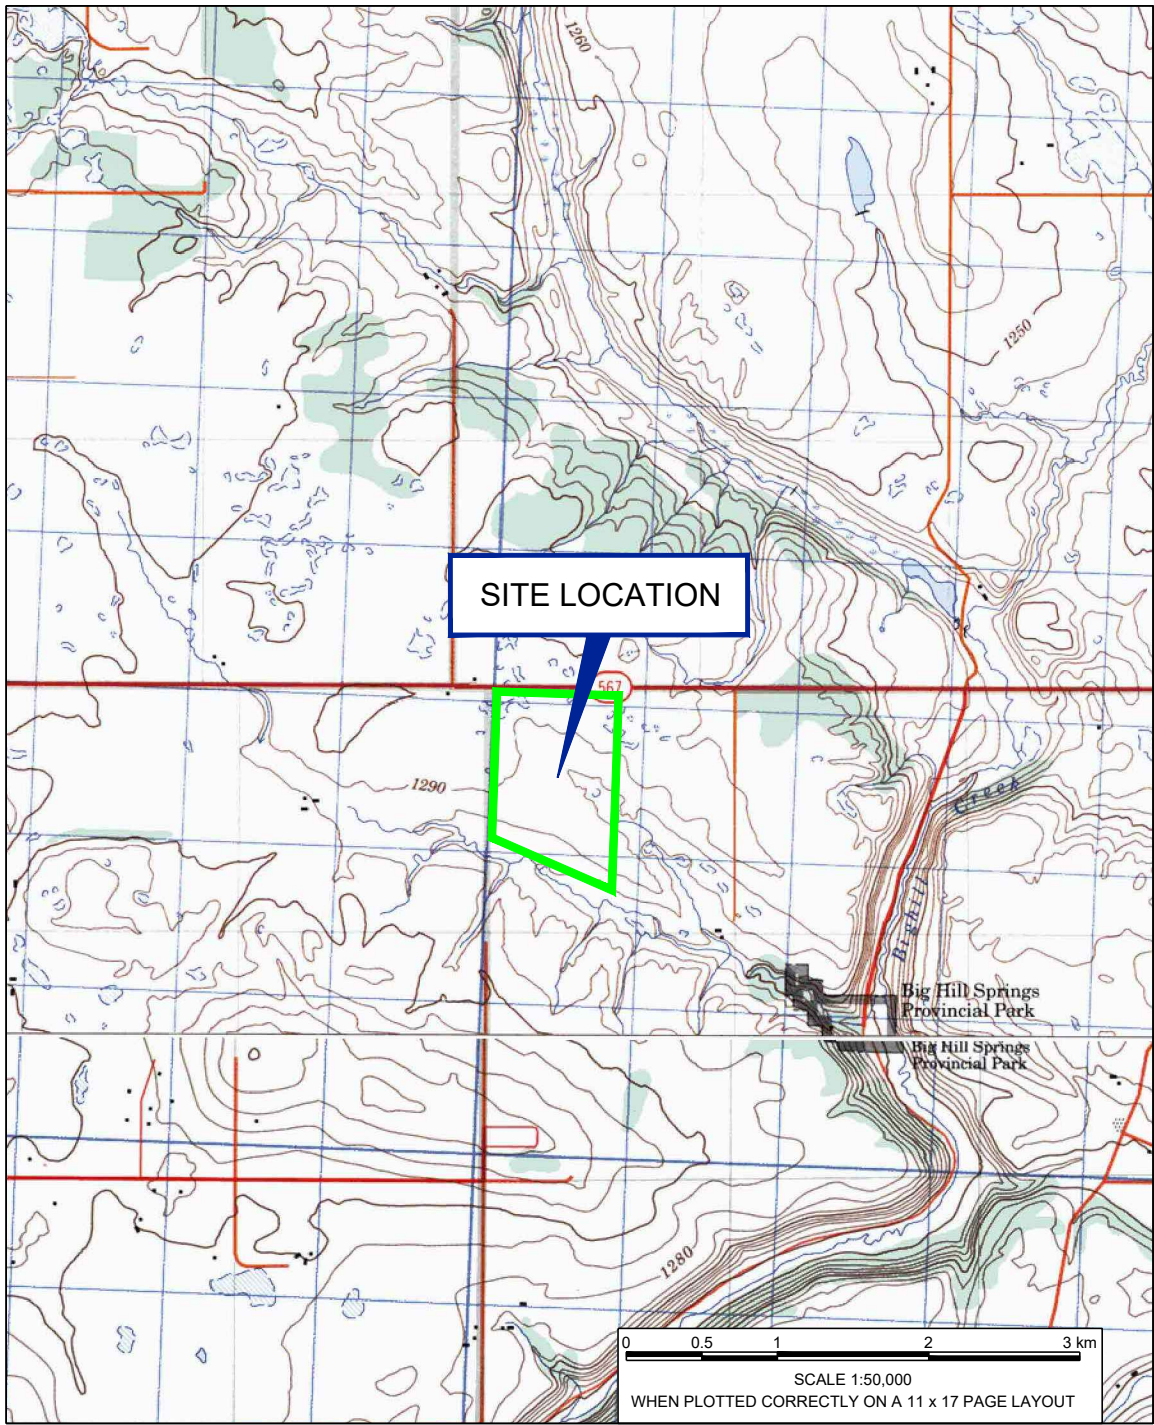 1260
1250
SITE LOCATION
567
1290
Creek
Bighill
Big Hill Springs
Provincial Park
Big Hill Springs
Provincial Park
1280
0 0.5 1 2 3 km
SCALE 1:50,000
WHEN PLOTTED CORRECTLY ON A 11 x 17 PAGE LAYOUT